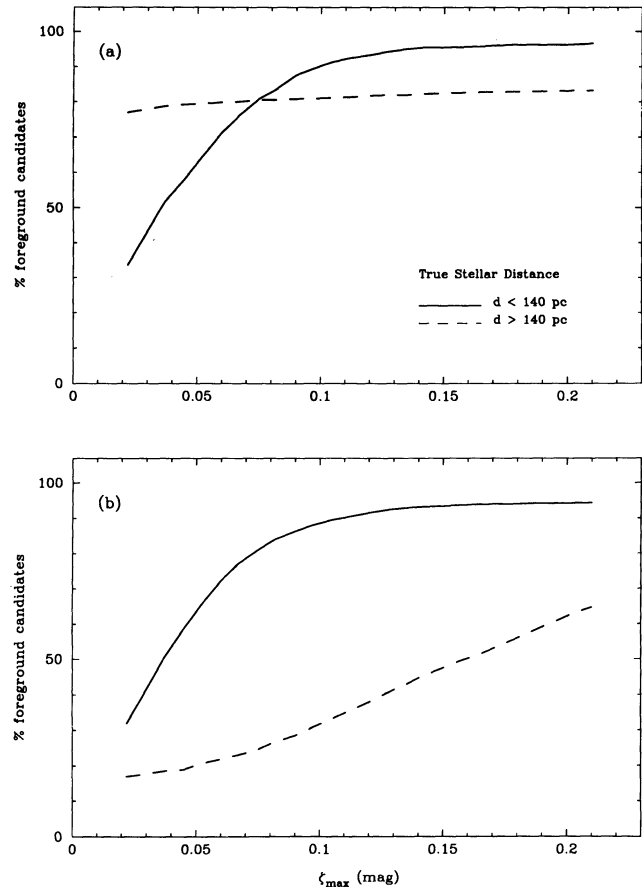 (a)
100
50
0
% foreground candidates
True Stellar Distance
d < 140 pc
d > 140 pc
0 0.05 0.1 0.15 0.2
(b)
100
50
0
% foreground candidates
0 0.05 0.1 0.15 0.2
ζmax (mag)